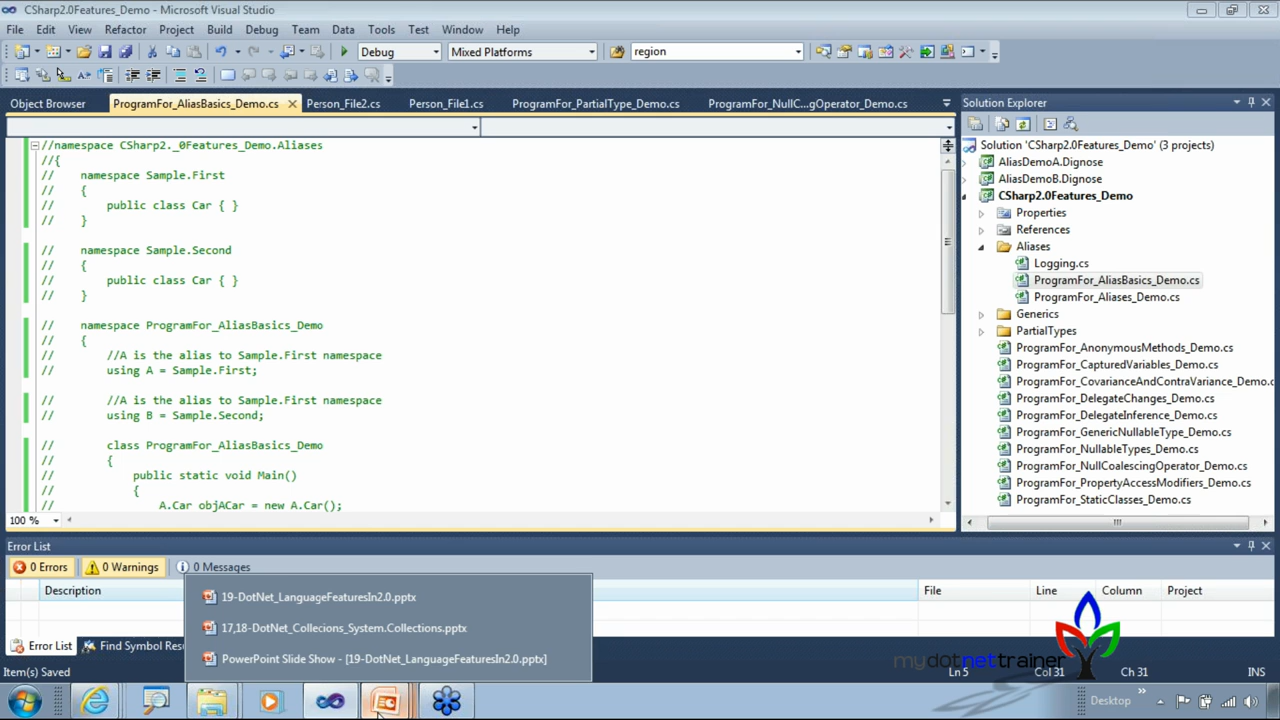 CSharp2.0Features_Demo - Microsoft Visual Studio
File Edit View Refactor Project Build Debug Team Data Tools Test Window Help
Debug Mixed Platforms region
Object Browser ProgramFor_AliasBasics_Demo.cs Person_File2.cs Person_File1.cs ProgramFor_PartialType_Demo.cs ProgramFor_NullC...gOperator_Demo.cs
//namespace CSharp2._0Features_Demo.Aliases
//{
// namespace Sample.First
// {
// public class Car { }
// }
// namespace Sample.Second
// {
// public class Car { }
// }
// namespace ProgramFor_AliasBasics_Demo
// {
// //A is the alias to Sample.First namespace
// using A = Sample.First;
// //A is the alias to Sample.First namespace
// using B = Sample.Second;
// class ProgramFor_AliasBasics_Demo
// {
// public static void Main()
// {
// A.Car objACar = new A.Car();
100 %
Solution Explorer
Solution 'CSharp2.0Features_Demo' (3 projects)
AliasDemoA.Dignose
AliasDemoB.Dignose
CSharp2.0Features_Demo
Properties
References
Aliases
Logging.cs
ProgramFor_AliasBasics_Demo.cs
ProgramFor_Aliases_Demo.cs
Generics
PartialTypes
ProgramFor_AnonymousMethods_Demo.cs
ProgramFor_CapturedVariables_Demo.cs
ProgramFor_CovarianceAndContraVariance_Demo.c
ProgramFor_DelegateChanges_Demo.cs
ProgramFor_DelegateInference_Demo.cs
ProgramFor_GenericNullableType_Demo.cs
ProgramFor_NullableTypes_Demo.cs
ProgramFor_NullCoalescingOperator_Demo.cs
ProgramFor_PropertyAccessModifiers_Demo.cs
ProgramFor_StaticClasses_Demo.cs
Error List
0 Errors 0 Warnings 0 Messages
Description File Line Column Project
19-DotNet_LanguageFeaturesIn2.0.pptx
17,18-DotNet_Collecions_System.Collections.pptx
PowerPoint Slide Show - [19-DotNet_LanguageFeaturesIn2.0.pptx]
Error List Find Symbol Resu
mydotnettrainer
Item(s) Saved Ln 5 Col 31 Ch 31 INS
Desktop